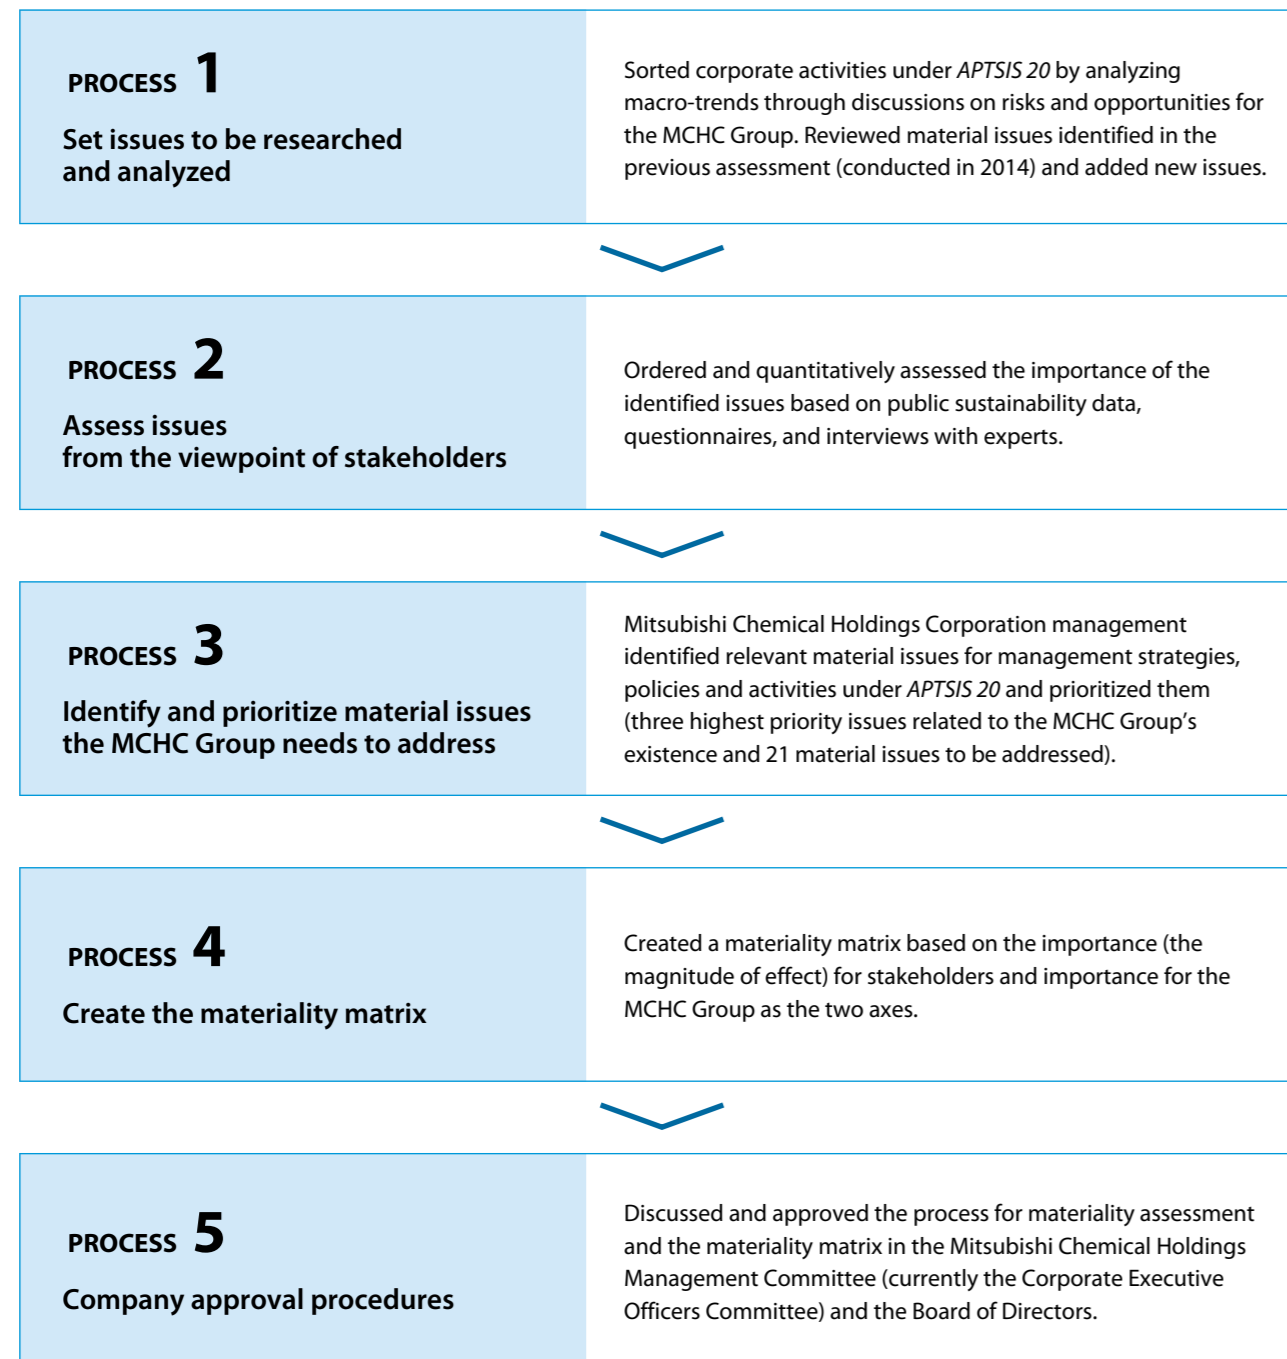 PROCESS 1
Set issues to be researched
and analyzed
Sorted corporate activities under APTSIS 20 by analyzing
macro-trends through discussions on risks and opportunities for
the MCHC Group. Reviewed material issues identified in the
previous assessment (conducted in 2014) and added new issues.
PROCESS 2
Assess issues
from the viewpoint of stakeholders
Ordered and quantitatively assessed the importance of the
identified issues based on public sustainability data,
questionnaires, and interviews with experts.
PROCESS 3
Identify and prioritize material issues
the MCHC Group needs to address
Mitsubishi Chemical Holdings Corporation management
identified relevant material issues for management strategies,
policies and activities under APTSIS 20 and prioritized them
(three highest priority issues related to the MCHC Group’s
existence and 21 material issues to be addressed).
PROCESS 4
Create the materiality matrix
Created a materiality matrix based on the importance (the
magnitude of effect) for stakeholders and importance for the
MCHC Group as the two axes.
PROCESS 5
Company approval procedures
Discussed and approved the process for materiality assessment
and the materiality matrix in the Mitsubishi Chemical Holdings
Management Committee (currently the Corporate Executive
Officers Committee) and the Board of Directors.